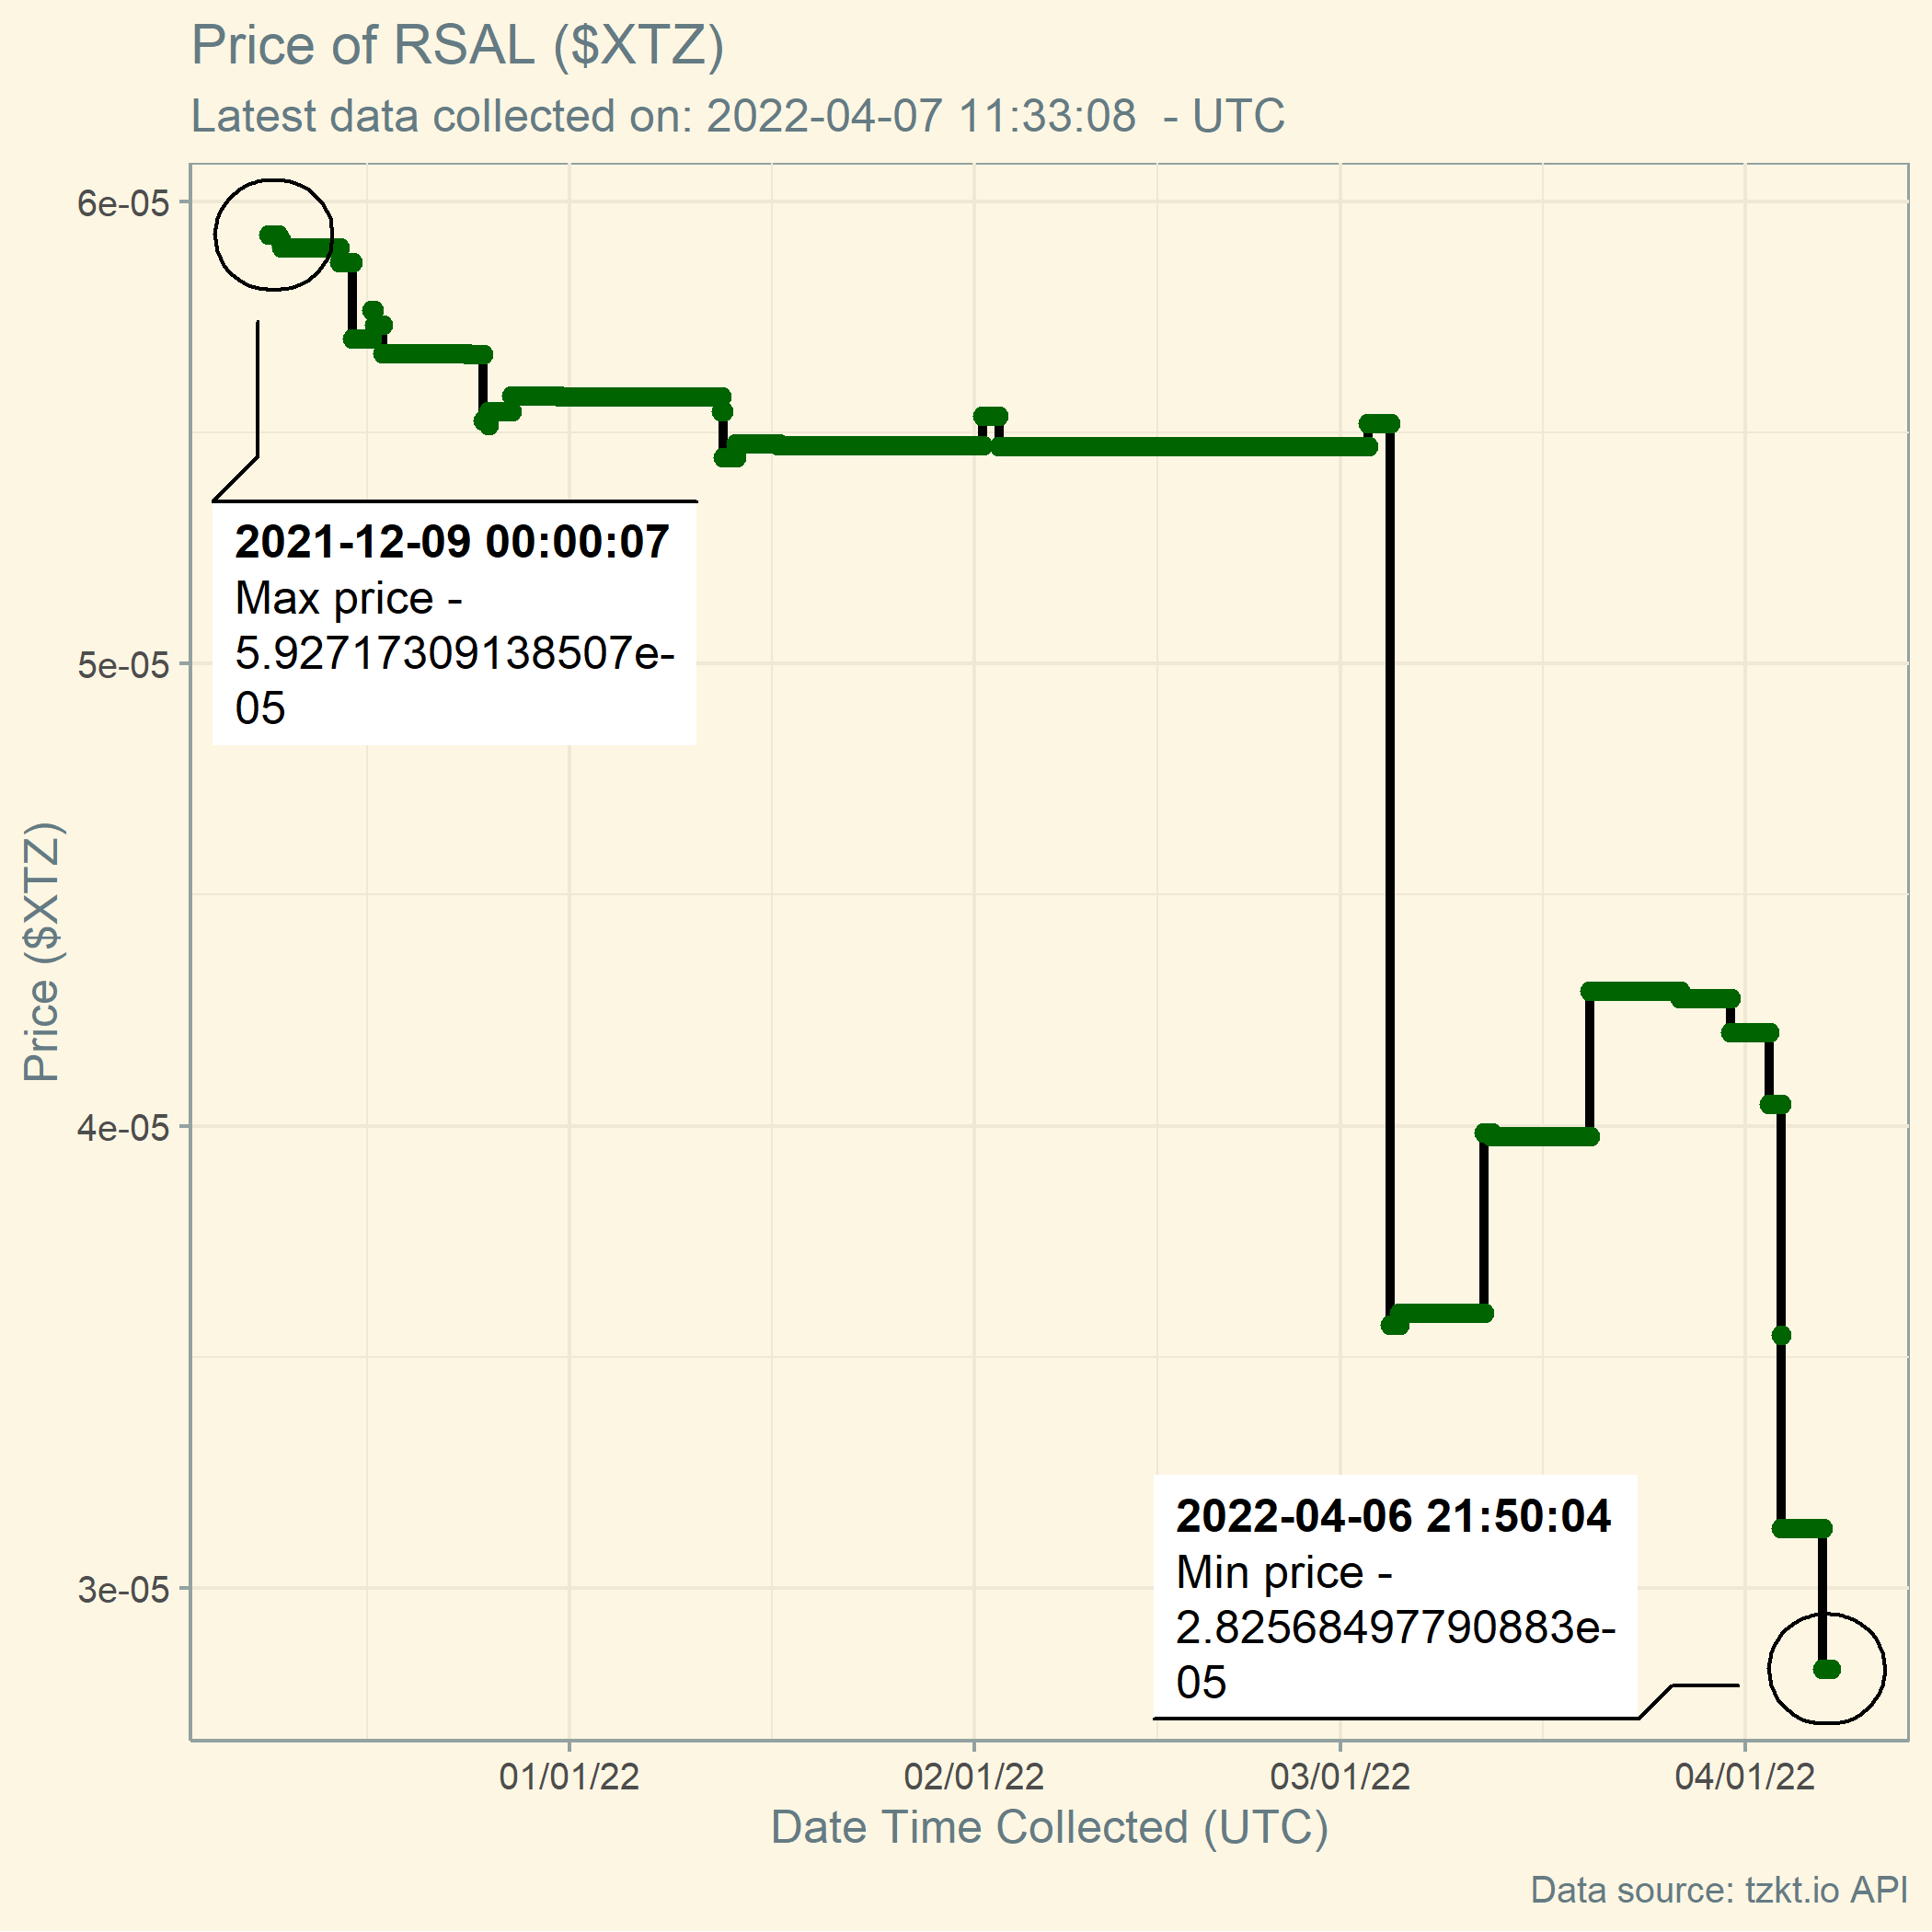 Price of RSAL ($XTZ)
Latest data collected on: 2022-04-07 11:33:08  - UTC
6e-05
5e-05
4e-05
3e-05
Price ($XTZ)
2021-12-09 00:00:07
Max price -
5.92717309138507e-
05
2022-04-06 21:50:04
Min price -
2.82568497790883e-
05
01/01/22
02/01/22
03/01/22
04/01/22
Date Time Collected (UTC)
Data source: tzkt.io API